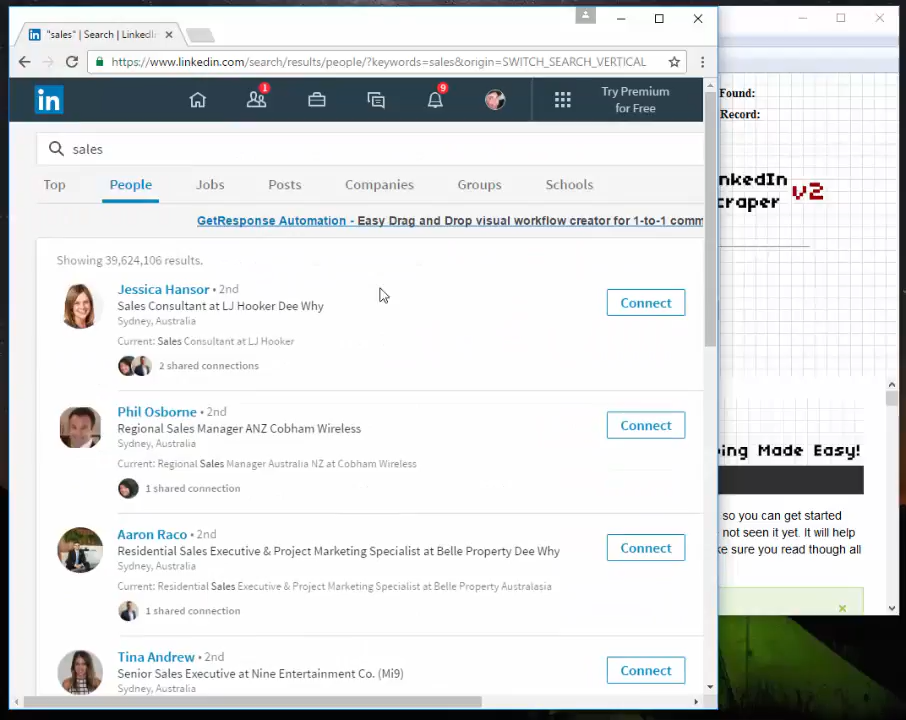 "sales" | Search | LinkedIn
https://www.linkedin.com/search/results/people/?keywords=sales&origin=SWITCH_SEARCH_VERTICAL
in
1
9
Try Premium
for Free
sales
Top
People
Jobs
Posts
Companies
Groups
Schools
GetResponse Automation - Easy Drag and Drop visual workflow creator for 1-to-1 comm
Showing 39,624,106 results.
Jessica Hansor • 2nd
Sales Consultant at LJ Hooker Dee Why
Sydney, Australia
Current: Sales Consultant at LJ Hooker
2 shared connections
Connect
Phil Osborne • 2nd
Regional Sales Manager ANZ Cobham Wireless
Sydney, Australia
Current: Regional Sales Manager Australia NZ at Cobham Wireless
1 shared connection
Connect
Aaron Raco • 2nd
Residential Sales Executive & Project Marketing Specialist at Belle Property Dee Why
Sydney, Australia
Current: Residential Sales Executive & Project Marketing Specialist at Belle Property Australasia
1 shared connection
Connect
Tina Andrew • 2nd
Senior Sales Executive at Nine Entertainment Co. (Mi9)
Sydney, Australia
Connect
Found:
Record:
nkedIn
craper
v2
ing Made Easy!
so you can get started
not seen it yet. It will help
ke sure you read though all